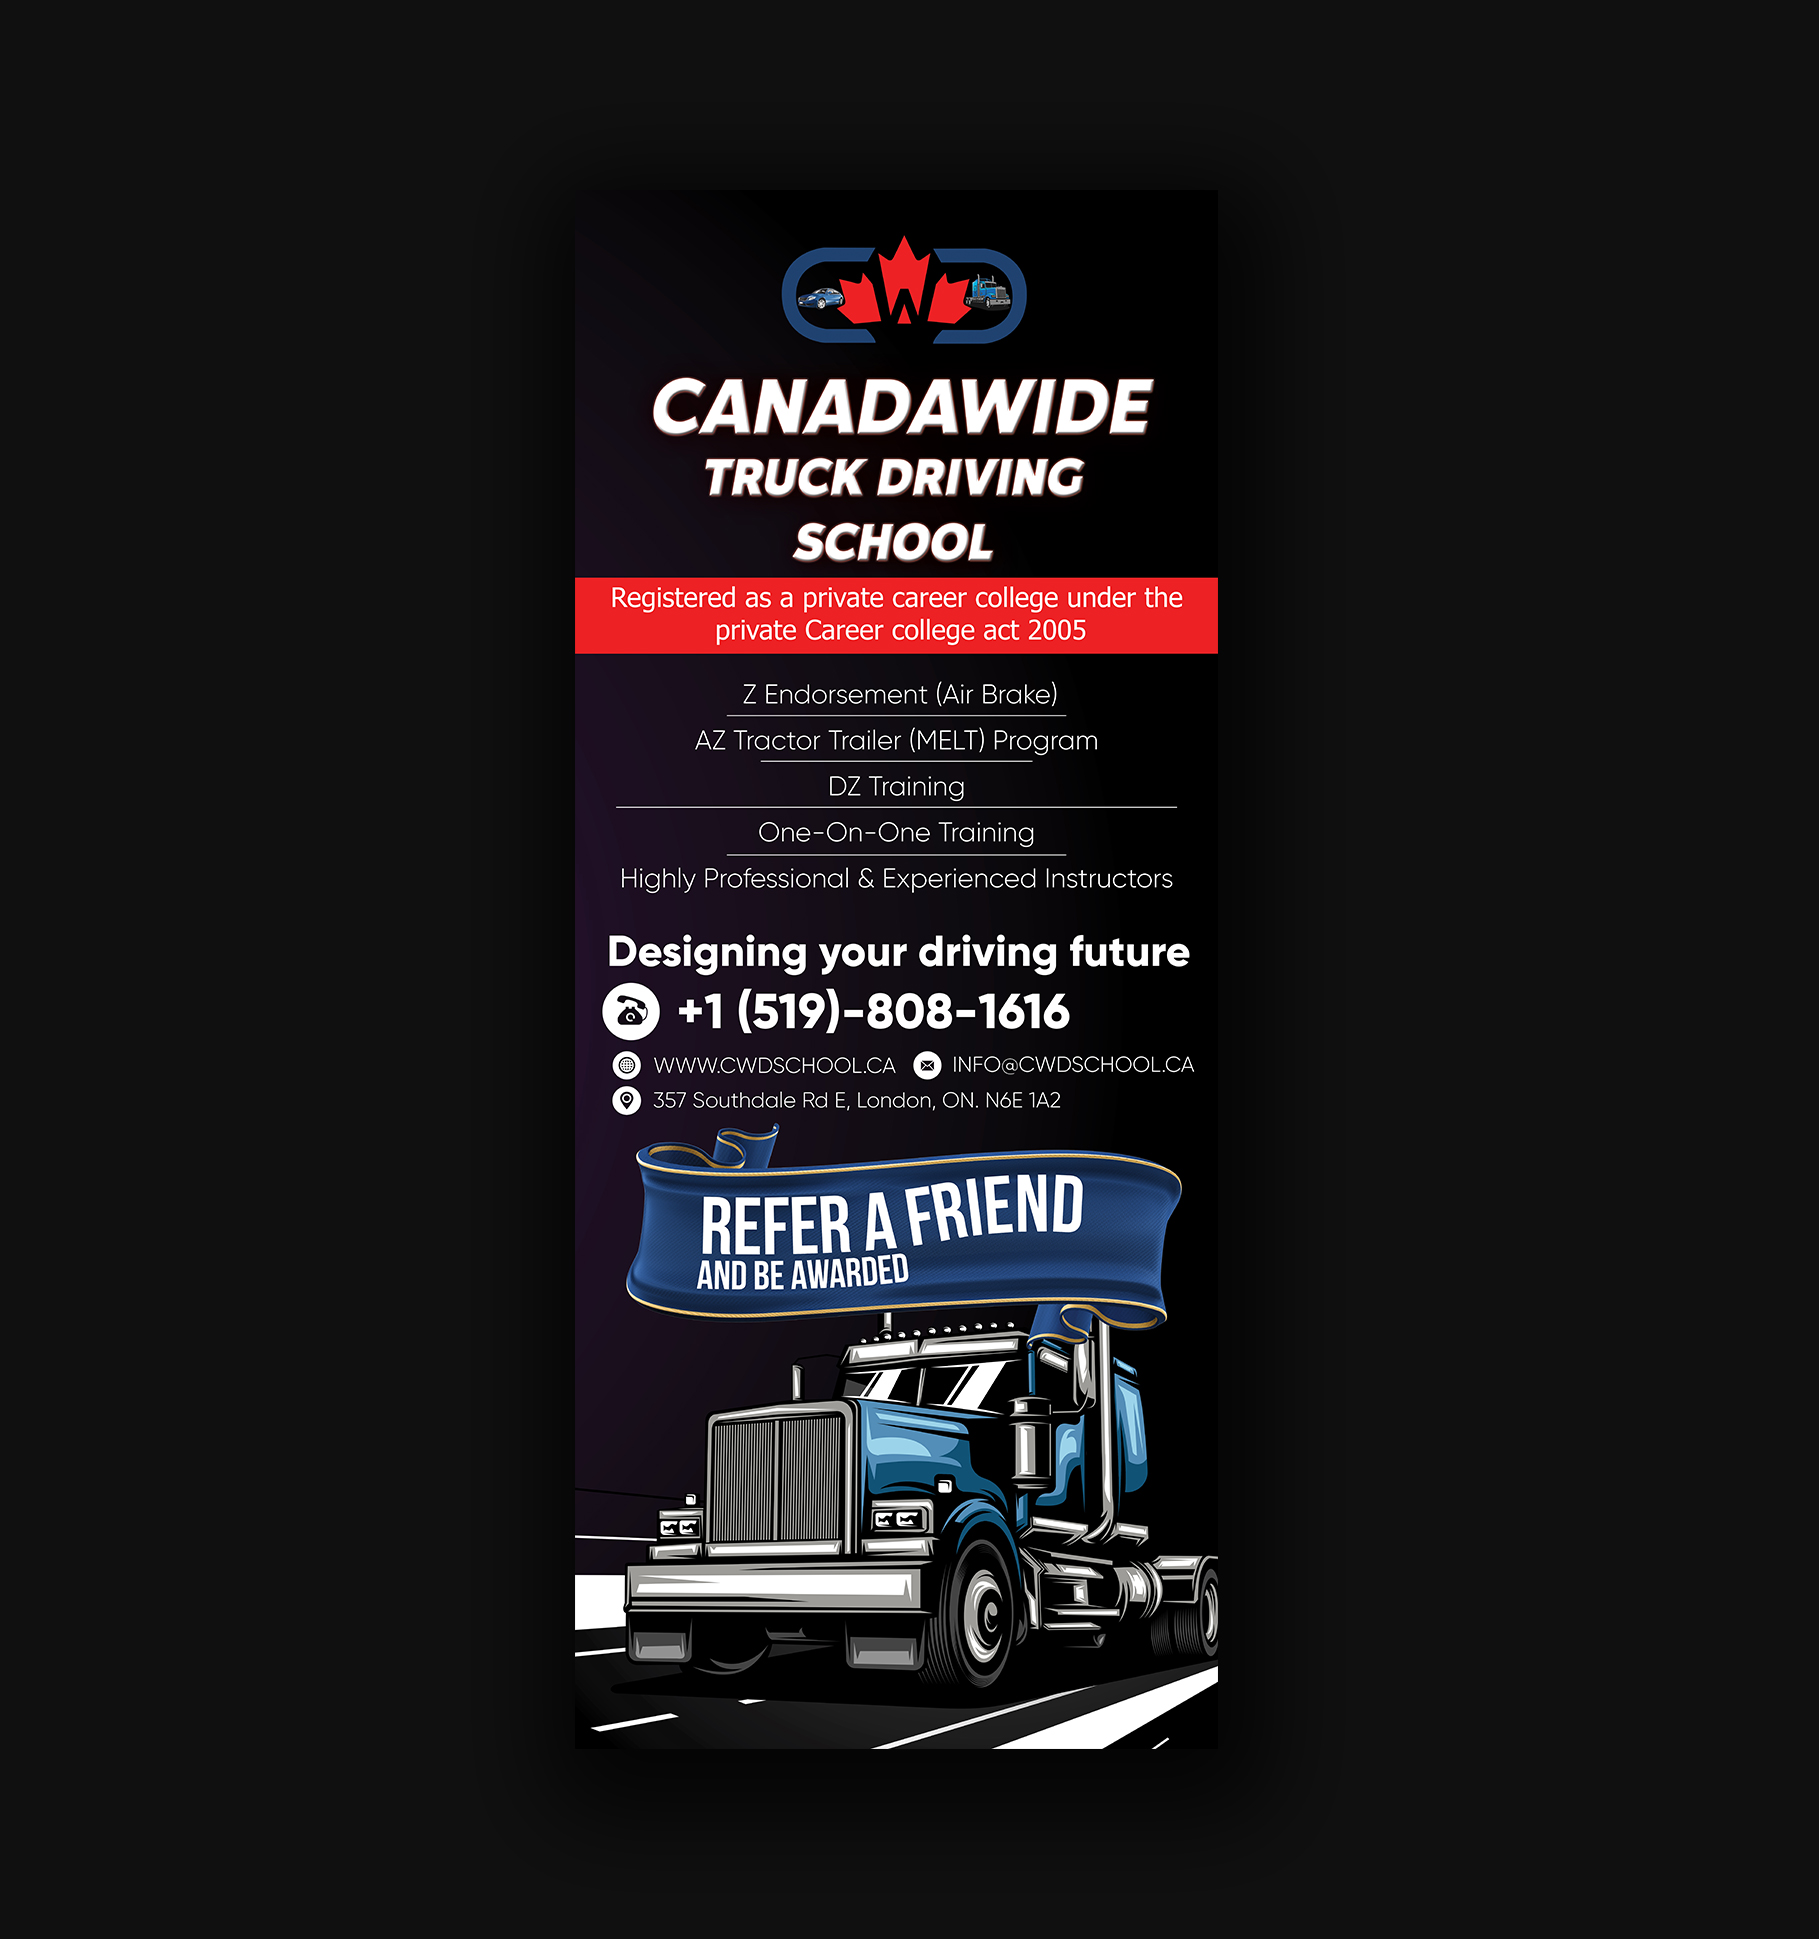 CANADAWIDE
TRUCK DRIVING
SCHOOL
Registered as a private career college under the
private Career college act 2005
Z Endorsement (Air Brake)
AZ Tractor Trailer (MELT) Program
DZ Training
One-On-One Training
Highly Professional & Experienced Instructors
Designing your driving future
+1 (519)-808-1616
WWW.CWDSCHOOL.CA INFO@CWDSCHOOL.CA
357 Southdale Rd E, London, ON. N6E 1A2
REFER A FRIEND
AND BE AWARDED